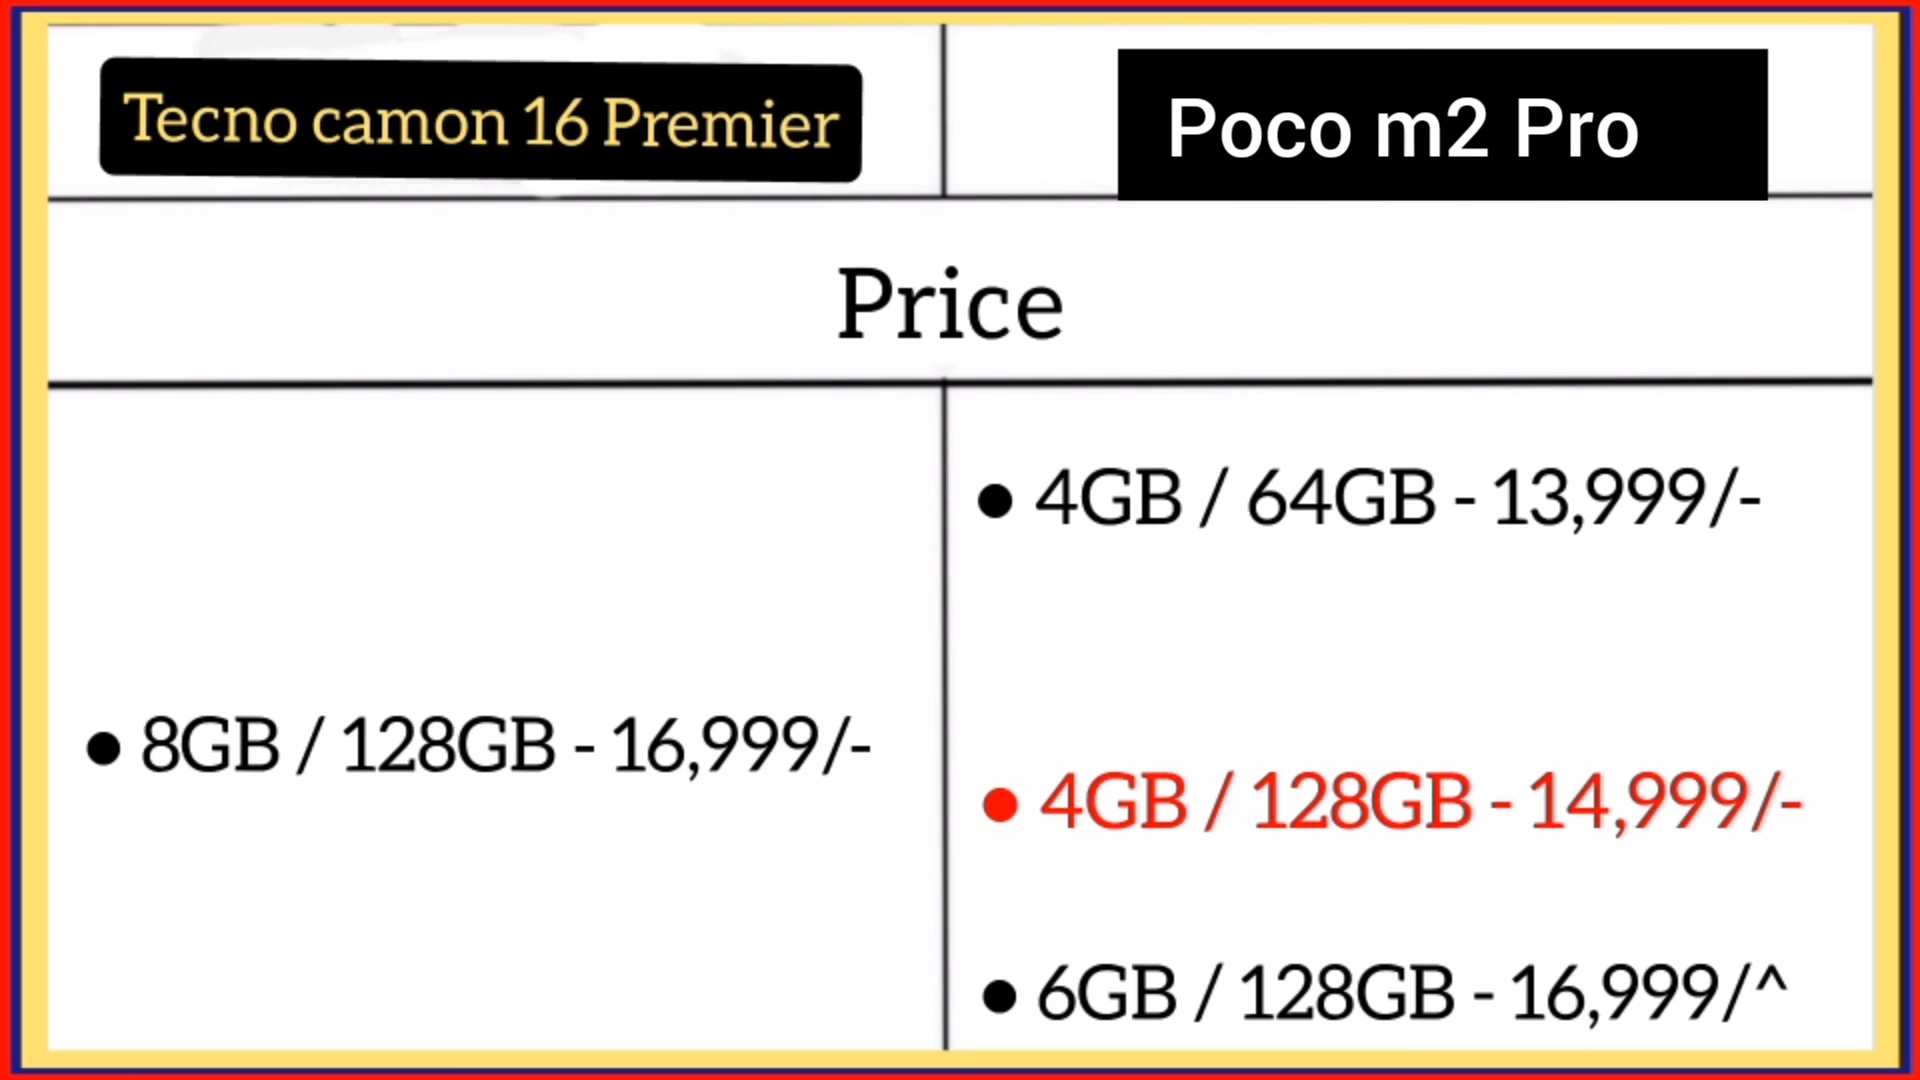 Tecno camon 16 Premier
Poco m2 Pro
Price
● 8GB / 128GB - 16,999/-
● 4GB / 64GB - 13,999/-
● 4GB / 128GB - 14,999/-
● 6GB / 128GB - 16,999/^